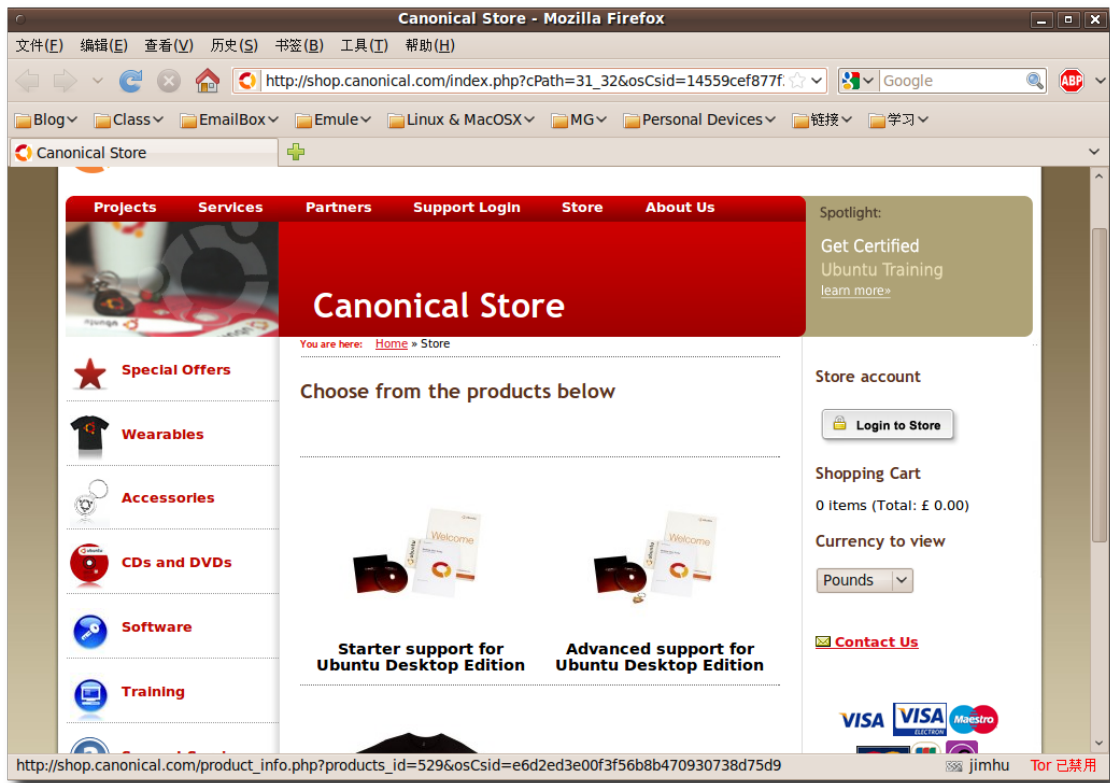 Canonical Store - Mozilla Firefox
文件(F) 编辑(E) 查看(V) 历史(S) 书签(B) 工具(T) 帮助(H)
http://shop.canonical.com/index.php?cPath=31_32&osCsid=14559cef877f:
Google
ABP
Blog Class EmailBox Emule Linux & MacOSX MG Personal Devices 链接 学习
Canonical Store
Projects Services Partners Support Login Store About Us
Spotlight:
Get Certified
Ubuntu Training
learn more»
Canonical Store
You are here: Home » Store
Special Offers
Wearables
Accessories
CDs and DVDs
Software
Training
Choose from the products below
Welcome
Welcome
Starter support for
Ubuntu Desktop Edition
Advanced support for
Ubuntu Desktop Edition
Store account
Login to Store
Shopping Cart
0 items (Total: £ 0.00)
Currency to view
Pounds
Contact Us
VISA VISA Maestro
ELECTRON
http://shop.canonical.com/product_info.php?products_id=529&osCsid=e6d2ed3e00f3f56b8b470930738d75d9
jimhu
Tor 已禁用